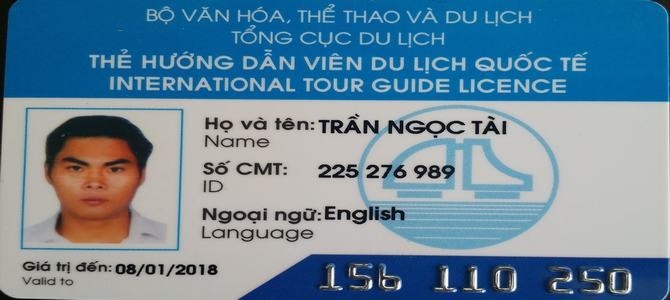 BỘ VĂN HÓA, THỂ THAO VÀ DU LỊCH
TỔNG CỤC DU LỊCH
THẺ HƯỚNG DẪN VIÊN DU LỊCH QUỐC TẾ
INTERNATIONAL TOUR GUIDE LICENCE
Họ và tên: TRẦN NGỌC TÀI
Name
Số CMT: 225 276 989
ID
Ngoại ngữ: English
Language
Giá trị đến: 08/01/2018
Valid to
156 110 250